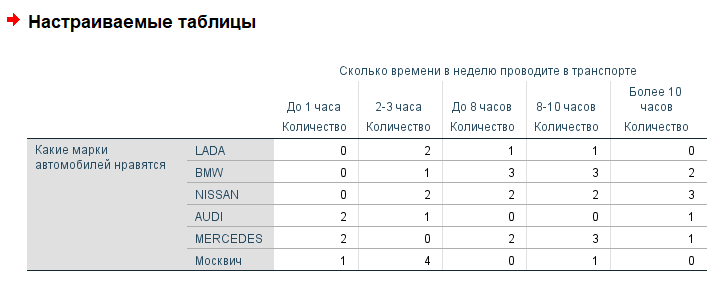 Настраиваемые таблицы
Сколько времени в неделю проводите в транспорте
До 1 часа 2-3 часа До 8 часов 8-10 часов Более 10 часов
Количество Количество Количество Количество Количество
Какие марки автомобилей нравятся LADA 0 2 1 1 0
BMW 0 1 3 3 2
NISSAN 0 2 2 2 3
AUDI 2 1 0 0 1
MERCEDES 2 0 2 3 1
Москвич 1 4 0 1 0